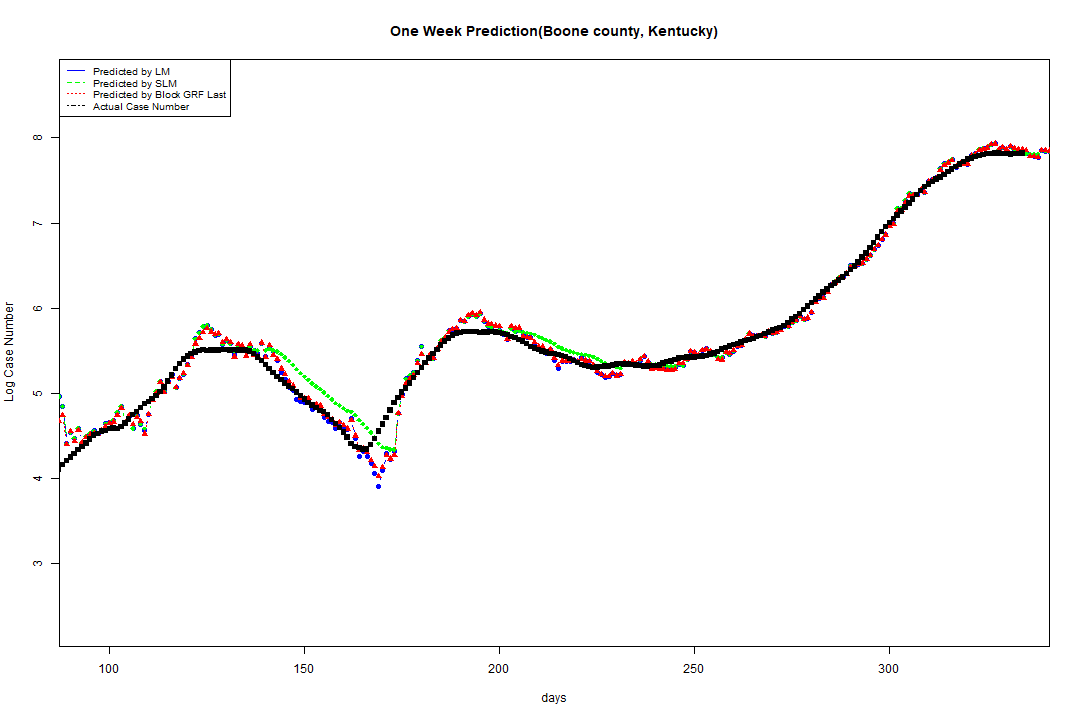 One Week Prediction(Boone county, Kentucky)
Predicted by LM
Predicted by SLM
Predicted by Block GRF Last
Actual Case Number
8
7
6
5
4
3
Log Case Number
100 150 200 250 300
days